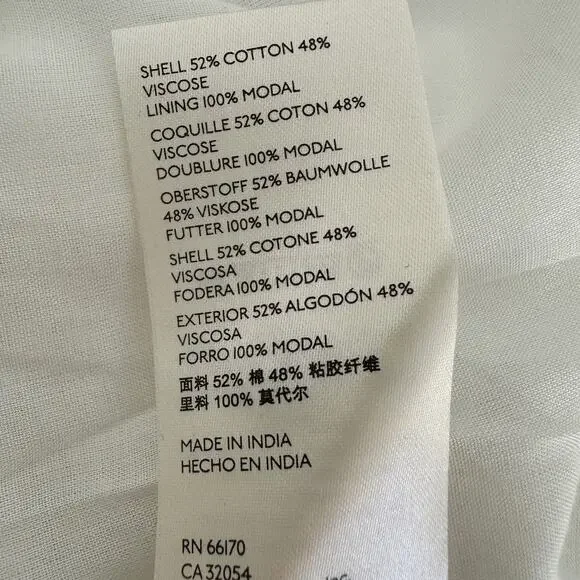 SHELL 52% COTTON 48%
VISCOSE
LINING 100% MODAL
COQUILLE 52% COTON 48%
VISCOSE
DOUBLURE 100% MODAL
OBERSTOFF 52% BAUMWOLLE
48% VISKOSE
FUTTER 100% MODAL
SHELL 52% COTONE 48%
VISCOSA
FODERA 100% MODAL
EXTERIOR 52% ALGODÓN 48%
VISCOSA
FORRO 100% MODAL
面料 52% 棉 48% 粘胶纤维
里料 100% 莫代尔
MADE IN INDIA
HECHO EN INDIA
RN 66170
CA 32054